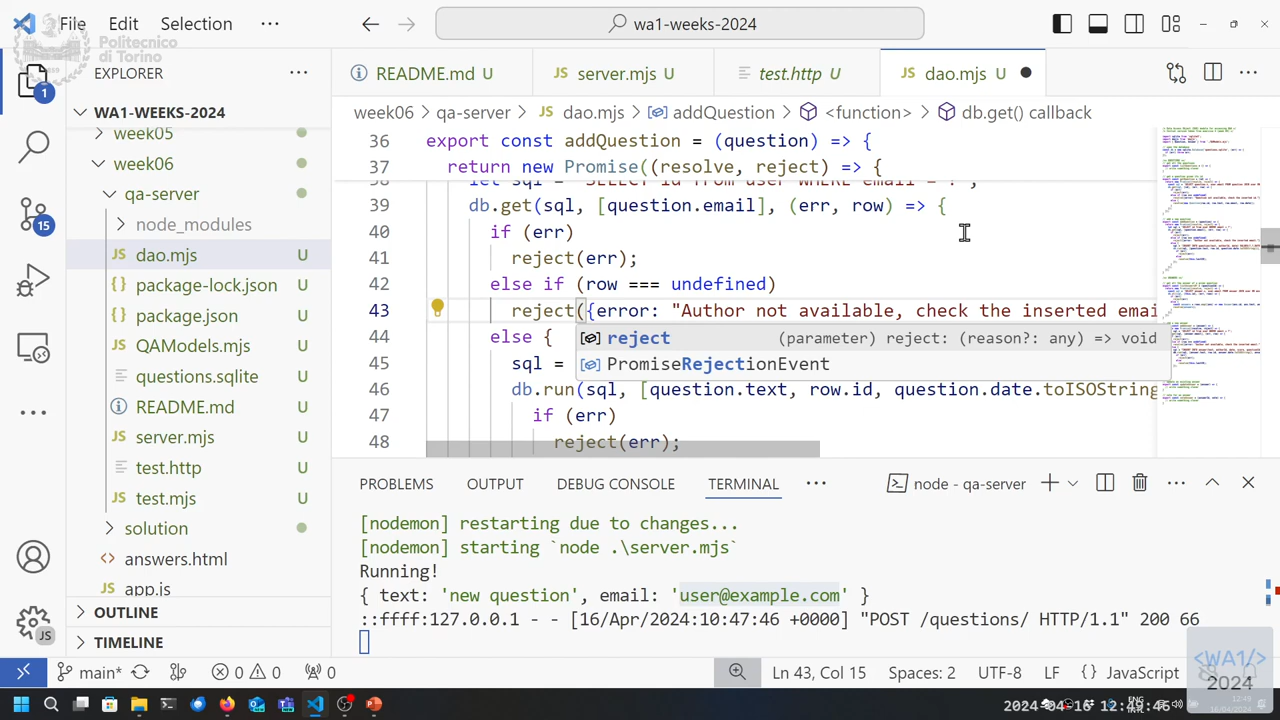 File Edit Selection ··· wa1-weeks-2024
Politecnico
di Torino
EXPLORER
README.md U server.mjs U test.http U dao.mjs U
1
WA1-WEEKS-2024
week06 > qa-server > dao.mjs > addQuestion > <function> > db.get() callback
week05
week06
qa-server
node_modules
dao.mjs U
package-lock.json U
package.json U
QAModels.mjs U
questions.sqlite U
README.md U
server.mjs U
test.http U
test.mjs U
solution
answers.html
app.js
OUTLINE
TIMELINE
15
JS
36 export const addQuestion = (question) => {
37 return new Promise((resolve, reject) => {
39 db.get(sql, [question.email], (err, row) => {
40 if (err)
41 reject(err);
42 else if (row === undefined)
43 reject({error: "Author not available, check the inserted emai
reject (parameter) reject: (reason?: any) => void
PromiseRejectionEvent
44 else {
45 sql
46 db.run(sql, [question.text, row.id, question.date.toISOString
47 if (err)
48 reject(err);
PROBLEMS OUTPUT DEBUG CONSOLE TERMINAL ··· node - qa-server
[nodemon] restarting due to changes...
[nodemon] starting `node .\server.mjs`
Running!
{ text: 'new question', email: 'user@example.com' }
::ffff:127.0.0.1 - - [16/Apr/2024:10:47:46 +0000] "POST /questions/ HTTP/1.1" 200 66
main* 0 0 0 Ln 43, Col 15 Spaces: 2 UTF-8 LF { } JavaScript
<WA1/>
2024